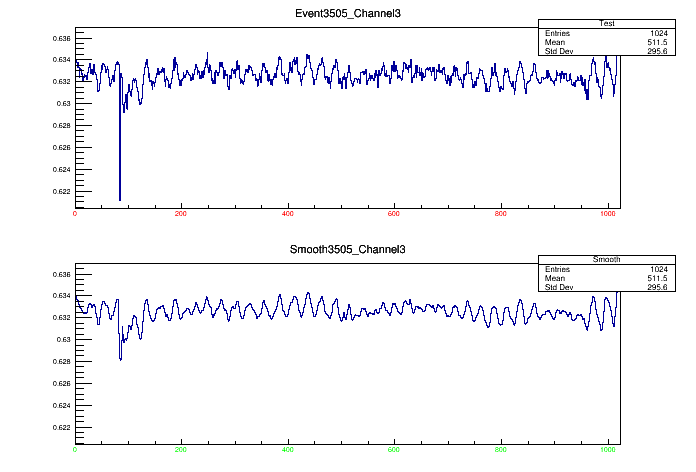 Event3505_Channel3
Test
Entries 1024
Mean 511.5
Std Dev 295.6
0.636
0.634
0.632
0.63
0.628
0.626
0.624
0.622
0 200 400 600 800 1000
Smooth3505_Channel3
Smooth
Entries 1024
Mean 511.5
Std Dev 295.6
0.636
0.634
0.632
0.63
0.628
0.626
0.624
0.622
0 200 400 600 800 1000